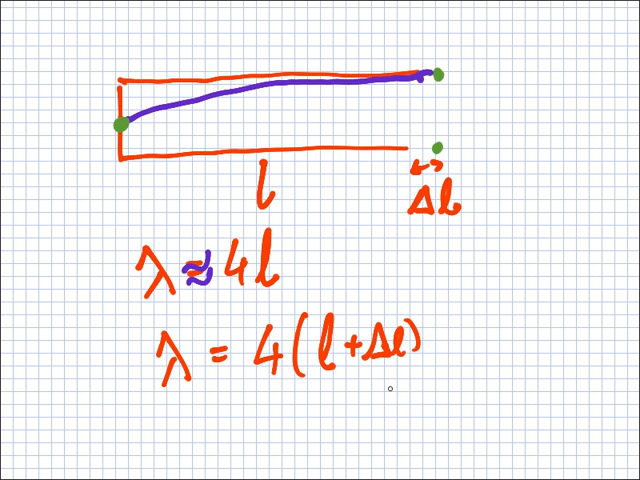 l
Δl
λ ≈ 4l
λ = 4(l + Δl)